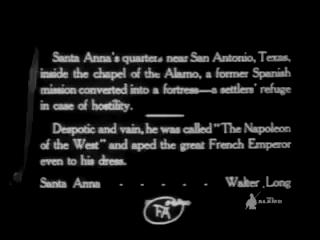 Santa Anna's quarters near San Antonio, Texas,
inside the chapel of the Alamo, a former Spanish
mission converted into a fortress—a settlers' refuge
in case of hostility.
Despotic and vain, he was called "The Napoleon
of the West" and aped the great French Emperor
even to his dress.
Santa Anna - - - - - Walter Long
FA
ALAMO